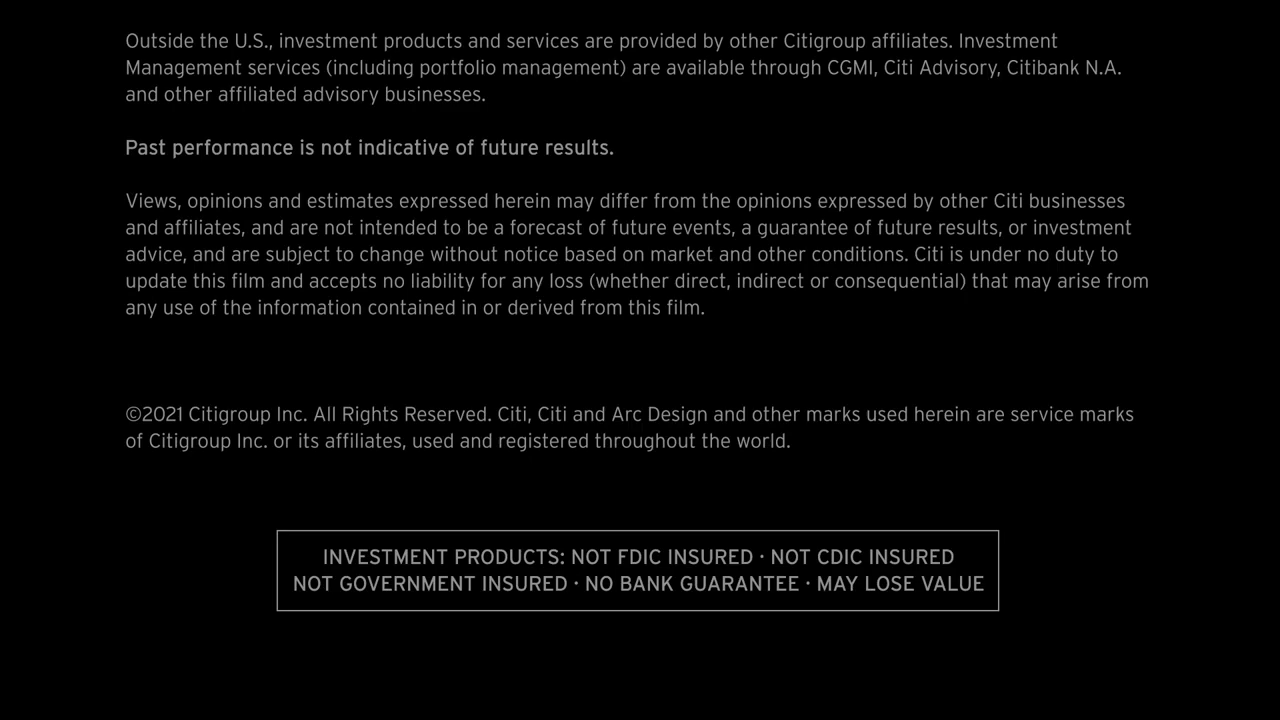 Outside the U.S., investment products and services are provided by other Citigroup affiliates. Investment
Management services (including portfolio management) are available through CGMI, Citi Advisory, Citibank N.A.
and other affiliated advisory businesses.
Past performance is not indicative of future results.
Views, opinions and estimates expressed herein may differ from the opinions expressed by other Citi businesses
and affiliates, and are not intended to be a forecast of future events, a guarantee of future results, or investment
advice, and are subject to change without notice based on market and other conditions. Citi is under no duty to
update this film and accepts no liability for any loss (whether direct, indirect or consequential) that may arise from
any use of the information contained in or derived from this film.
©2021 Citigroup Inc. All Rights Reserved. Citi, Citi and Arc Design and other marks used herein are service marks
of Citigroup Inc. or its affiliates, used and registered throughout the world.
INVESTMENT PRODUCTS: NOT FDIC INSURED · NOT CDIC INSURED
NOT GOVERNMENT INSURED · NO BANK GUARANTEE · MAY LOSE VALUE